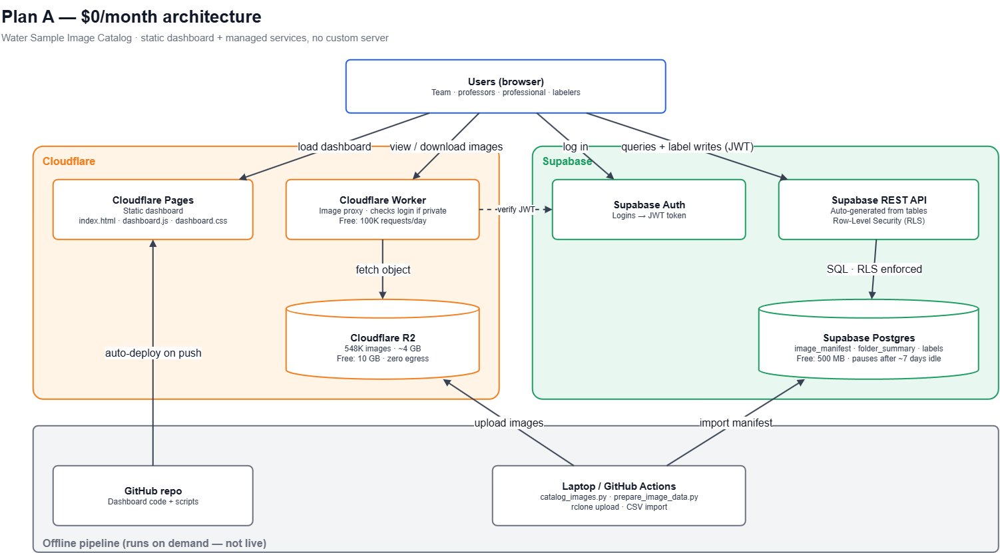 Plan A — $0/month architecture
Water Sample Image Catalog · static dashboard + managed services, no custom server
Users (browser)
Team · professors · professional · labelers
load dashboard
view / download images
log in
queries + label writes (JWT)
Cloudflare
Supabase
Cloudflare Pages
Static dashboard
index.html · dashboard.js · dashboard.css
Cloudflare Worker
Image proxy · checks login if private
Free: 100K requests/day
verify JWT
Supabase Auth
Logins → JWT token
Supabase REST API
Auto-generated from tables
Row-Level Security (RLS)
fetch object
SQL · RLS enforced
Cloudflare R2
548K images · ~4 GB
Free: 10 GB · zero egress
Supabase Postgres
image_manifest · folder_summary · labels
Free: 500 MB · pauses after ~7 days idle
auto-deploy on push
upload images
import manifest
GitHub repo
Dashboard code + scripts
Laptop / GitHub Actions
catalog_images.py · prepare_image_data.py
rclone upload · CSV import
Offline pipeline (runs on demand — not live)